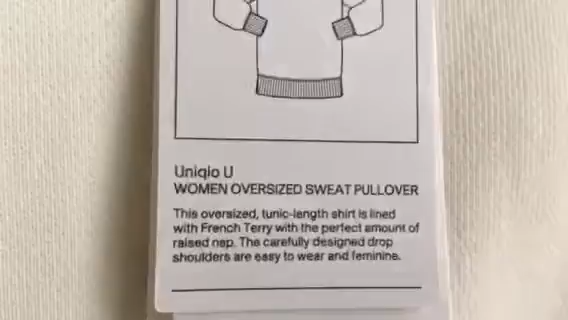 Uniqlo U
WOMEN OVERSIZED SWEAT PULLOVER
This oversized, tunic-length shirt is lined
with French Terry with the perfect amount of
raised nap. The carefully designed drop
shoulders are easy to wear and feminine.